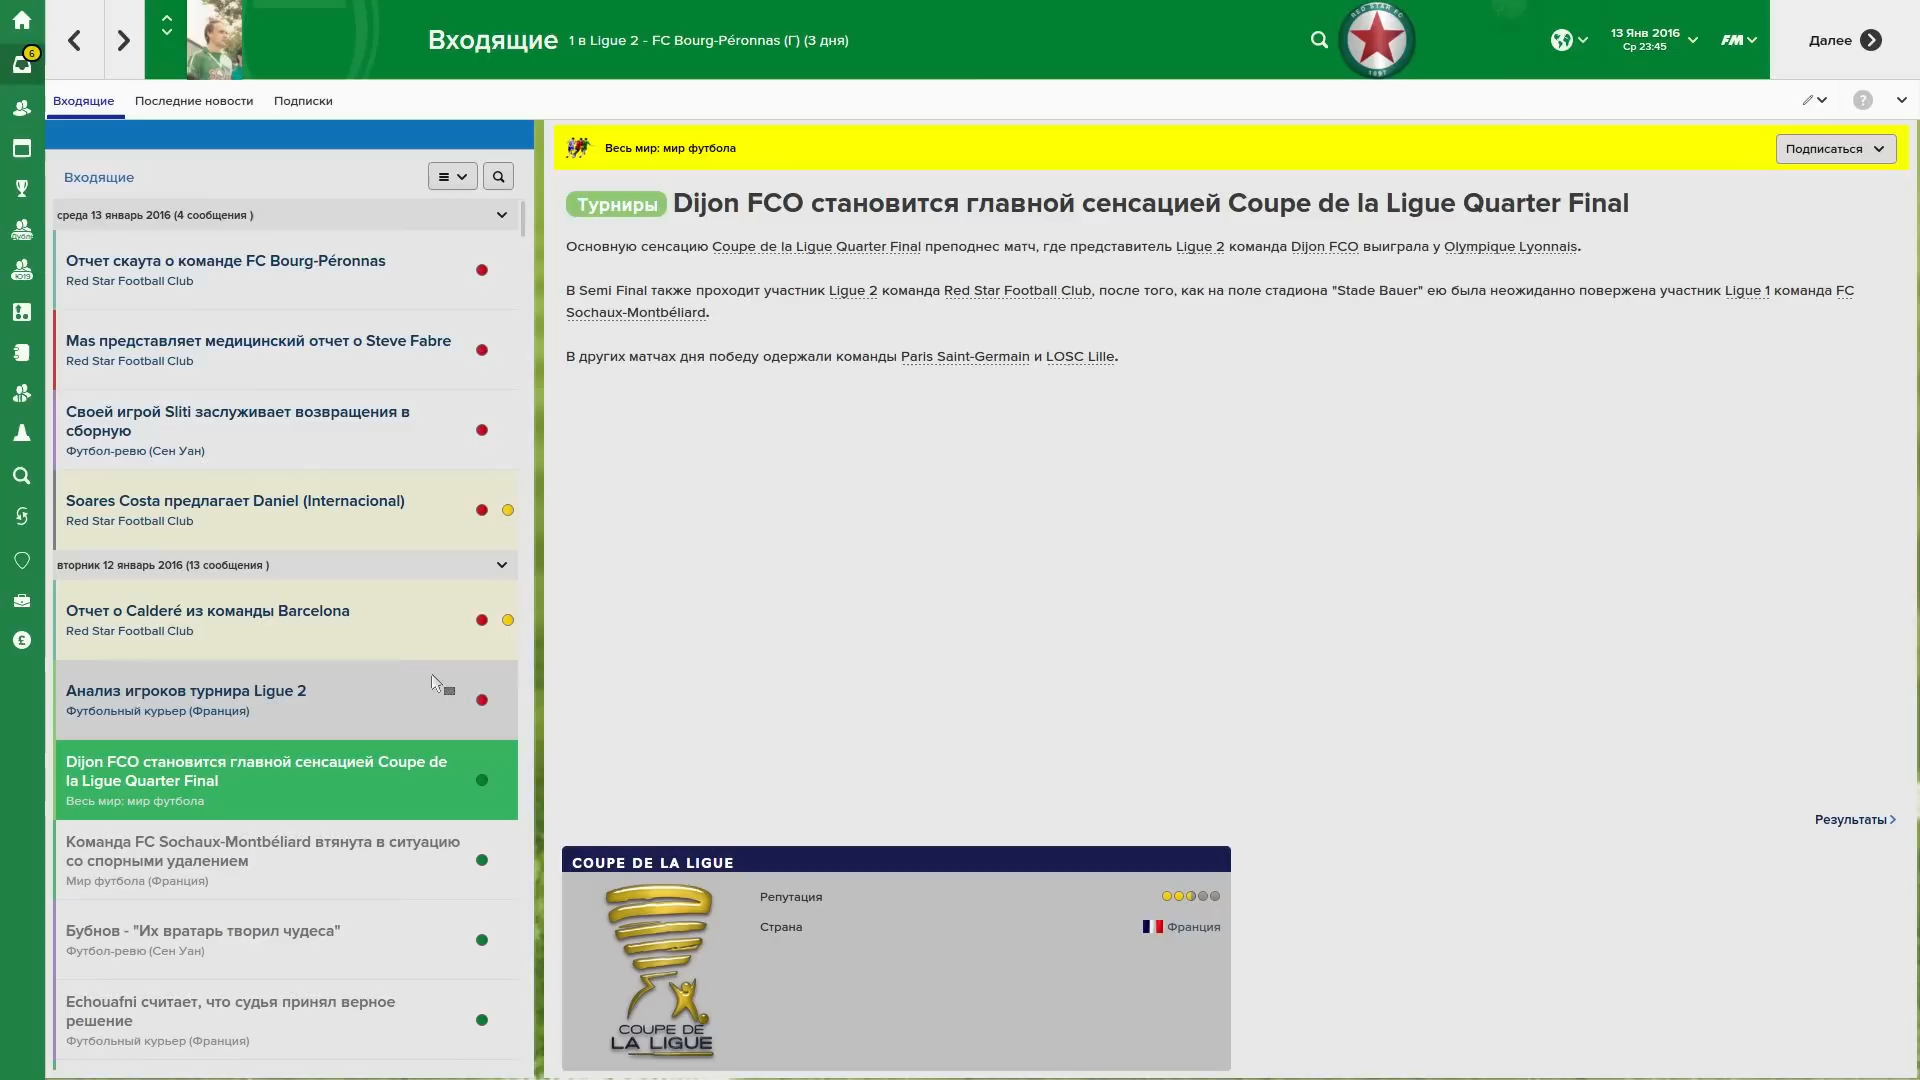 6
Входящие
1 в Ligue 2 - FC Bourg-Péronnas (Г) (3 дня)
RED STAR FC
1897
13 Янв 2016
Ср 23:45
FM
Далее
Входящие
Последние новости
Подписки
?
Входящие
среда 13 январь 2016 (4 сообщения )
Отчет скаута о команде FC Bourg-Péronnas
Red Star Football Club
Mas представляет медицинский отчет о Steve Fabre
Red Star Football Club
Своей игрой Sliti заслуживает возвращения в
сборную
Футбол-ревю (Сен Уан)
Soares Costa предлагает Daniel (Internacional)
Red Star Football Club
вторник 12 январь 2016 (13 сообщения )
Отчет о Calderé из команды Barcelona
Red Star Football Club
Анализ игроков турнира Ligue 2
Футбольный курьер (Франция)
Dijon FCO становится главной сенсацией Coupe de
la Ligue Quarter Final
Весь мир: мир футбола
Команда FC Sochaux-Montbéliard втянута в ситуацию
со спорными удалением
Мир футбола (Франция)
Бубнов - "Их вратарь творил чудеса"
Футбол-ревю (Сен Уан)
Echouafni считает, что судья принял верное
решение
Футбольный курьер (Франция)
Весь мир: мир футбола
Подписаться
Турниры Dijon FCO становится главной сенсацией Coupe de la Ligue Quarter Final
Основную сенсацию Coupe de la Ligue Quarter Final преподнес матч, где представитель Ligue 2 команда Dijon FCO выиграла у Olympique Lyonnais.
В Semi Final также проходит участник Ligue 2 команда Red Star Football Club, после того, как на поле стадиона "Stade Bauer" ею была неожиданно повержена участник Ligue 1 команда FC
Sochaux-Montbéliard.
В других матчах дня победу одержали команды Paris Saint-Germain и LOSC Lille.
Результаты
COUPE DE LA LIGUE
Репутация
Страна
Франция
COUPE DE
LA LIGUE